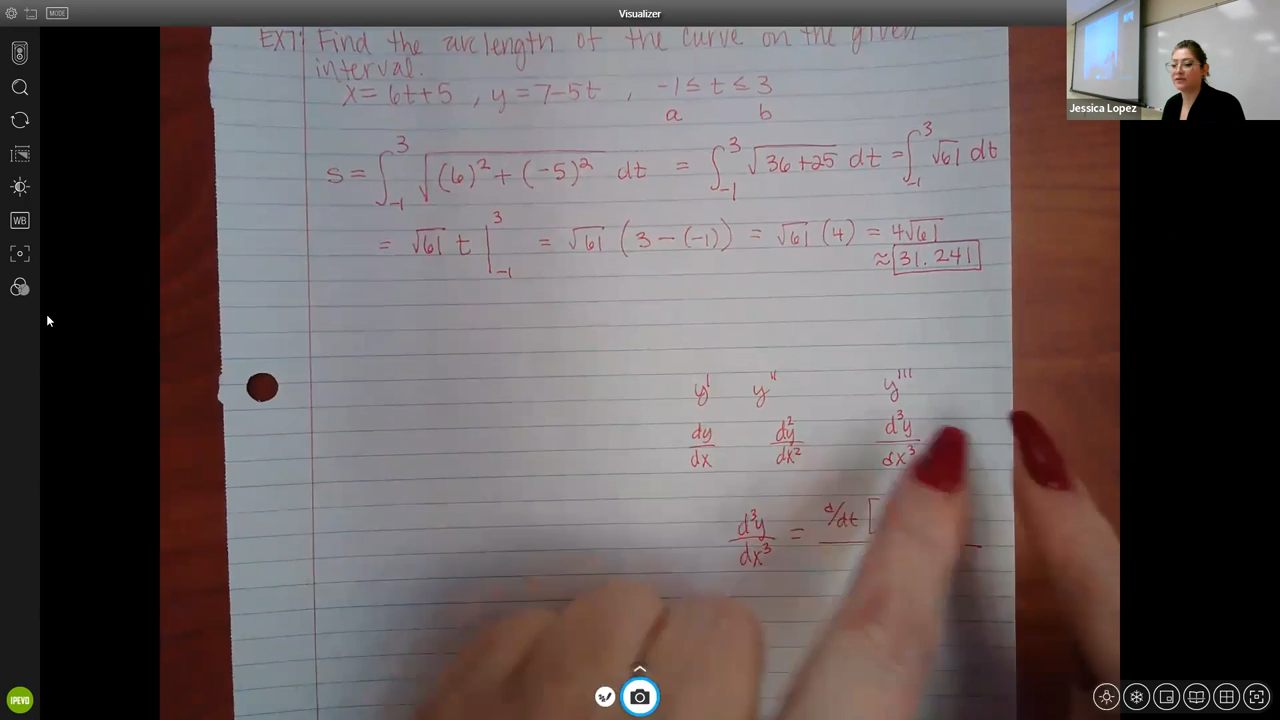 MODE
Visualizer
EX7: Find the arclength of the curve on the given
interval.
x = 6t+5 , y = 7-5t , -1 ≤ t ≤ 3
a b
s = ∫_{-1}^{3} √((6)² + (-5)²) dt = ∫_{-1}^{3} √(36+25) dt = ∫_{-1}^{3} √61 dt
= √61 t |_{-1}^{3} = √61 (3 - (-1)) = √61 (4) = 4√61
≈ 31.241
y' y'' y'''
dy/dx d²y/dx² d³y/dx³
d³y/dx³ = d/dt [
Jessica Lopez
WB
IPEVO